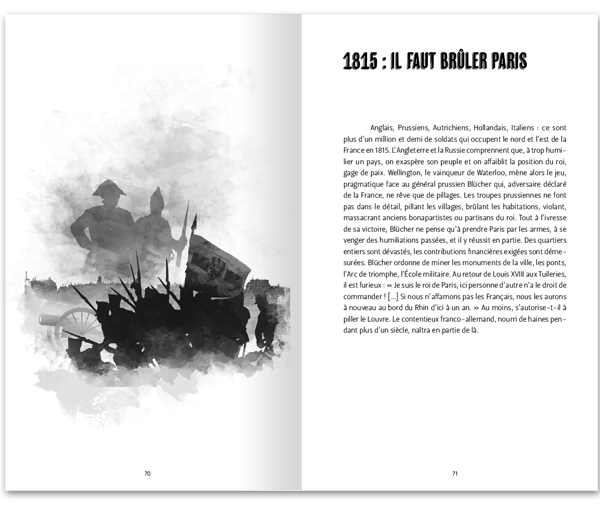 1815 : IL FAUT BRÛLER PARIS
Anglais, Prussiens, Autrichiens, Hollandais, Italiens : ce sont
plus d'un million et demi de soldats qui occupent le nord et l'est de la
France en 1815. L'Angleterre et la Russie comprennent que, à trop humi-
lier un pays, on exaspère son peuple et on affaiblit la position du roi,
gage de paix. Wellington, le vainqueur de Waterloo, mène alors le jeu,
pragmatique face au général prussien Blücher qui, adversaire déclaré
de la France, ne rêve que de pillages. Les troupes prussiennes ne font
pas dans le détail, pillant les villages, brûlant les habitations, violant,
massacrant anciens bonapartistes ou partisans du roi. Tout à l'ivresse
de sa victoire, Blücher ne pense qu'à prendre Paris par les armes, à se
venger des humiliations passées, et il y réussit en partie. Des quartiers
entiers sont dévastés, les contributions financières exigées sont déme-
surées. Blücher ordonne de miner les monuments de la ville, les ponts,
l'Arc de triomphe, l'École militaire. Au retour de Louis XVIII aux Tuileries,
il est furieux : « Je suis le roi de Paris, ici personne d'autre n'a le droit de
commander ! [...] Si nous n'affamons pas les Français, nous les aurons
à nouveau au bord du Rhin d'ici à un an. » Au moins, s'autorise-t-il à
piller le Louvre. Le contentieux franco-allemand, nourri de haines pen-
dant plus d'un siècle, naîtra en partie de là.
70
71